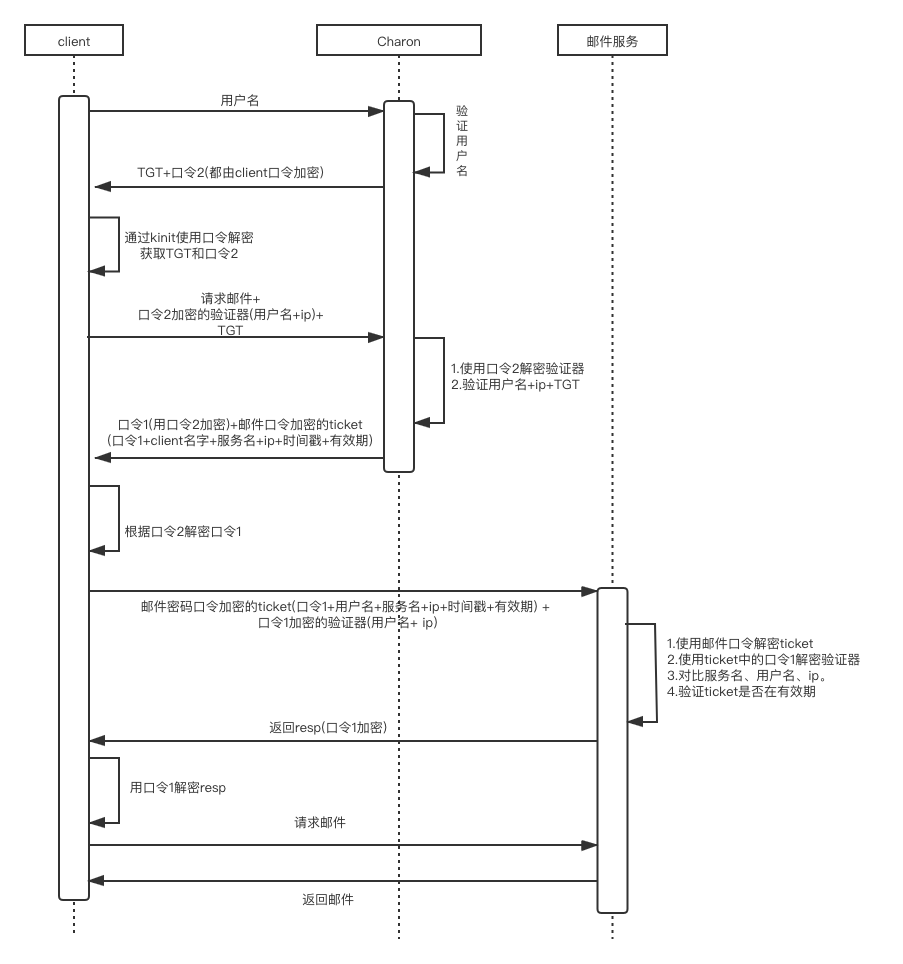 client
Charon
邮件服务
用户名
验
证
用
户
名
TGT+口令2(都由client口令加密)
通过kinit使用口令解密
获取TGT和口令2
请求邮件+
口令2加密的验证器(用户名+ip)+
TGT
1.使用口令2解密验证器
2.验证用户名+ip+TGT
口令1(用口令2加密)+邮件口令加密的ticket
(口令1+client名字+服务名+ip+时间戳+有效期)
根据口令2解密口令1
邮件密码口令加密的ticket(口令1+用户名+服务名+ip+时间戳+有效期) +
口令1加密的验证器(用户名+ ip)
1.使用邮件口令解密ticket
2.使用ticket中的口令1解密验证器
3.对比服务名、用户名、ip。
4.验证ticket是否在有效期
返回resp(口令1加密)
用口令1解密resp
请求邮件
返回邮件